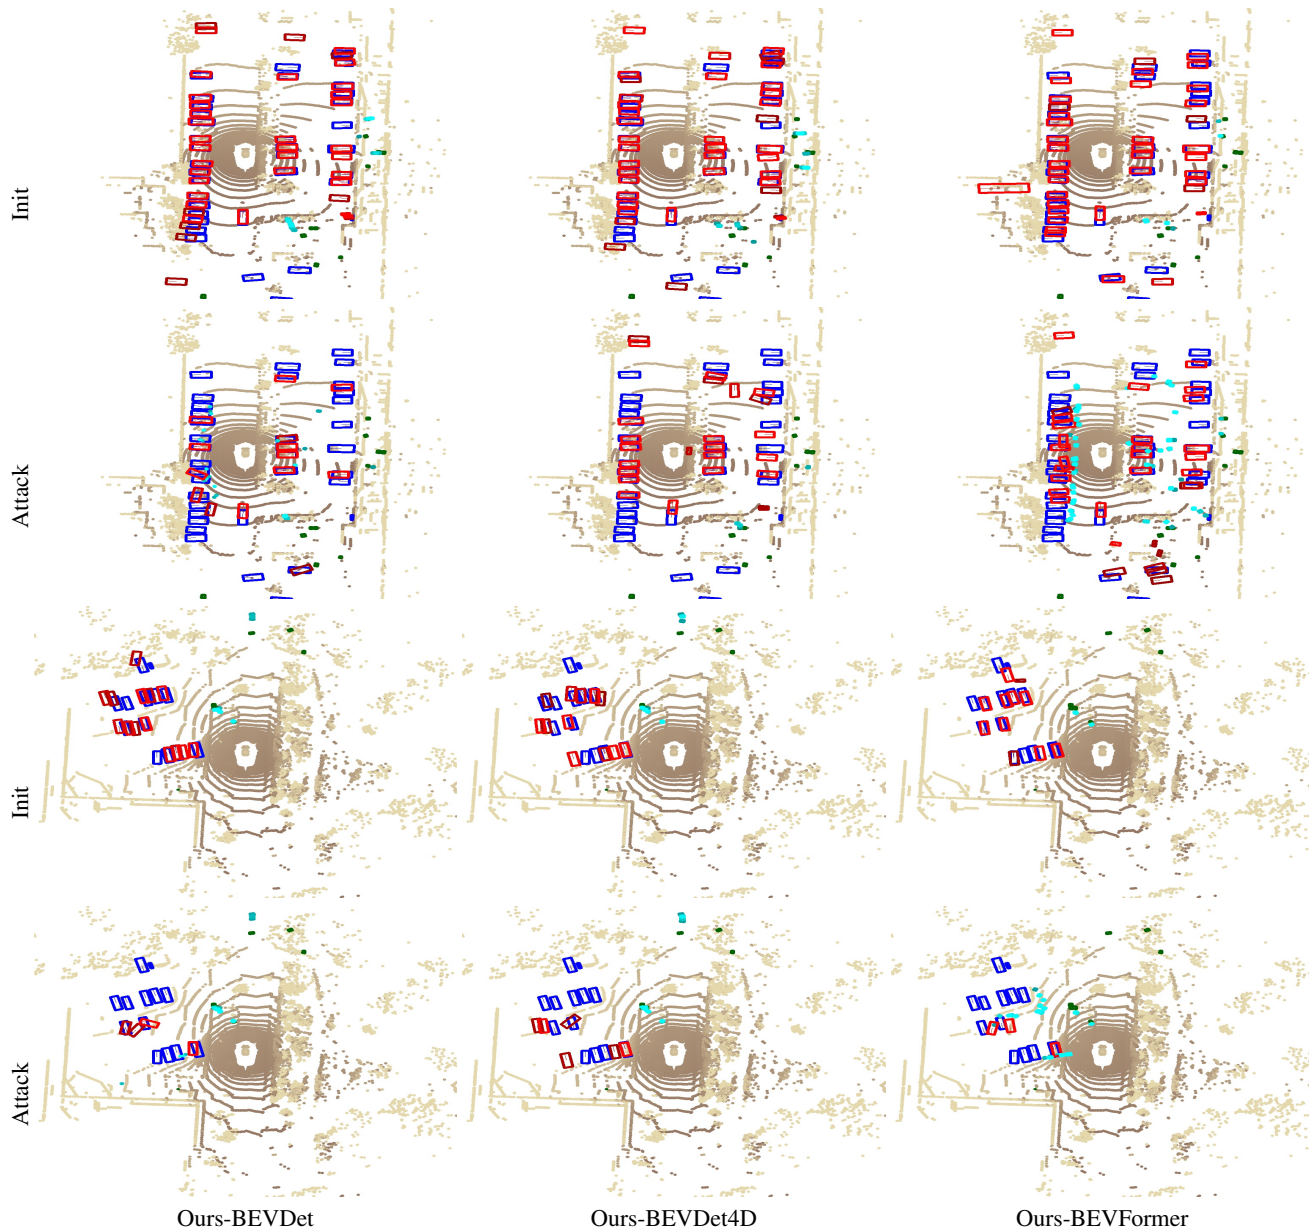 Init
Attack
Init
Attack
Ours-BEVDet
Ours-BEVDet4D
Ours-BEVFormer